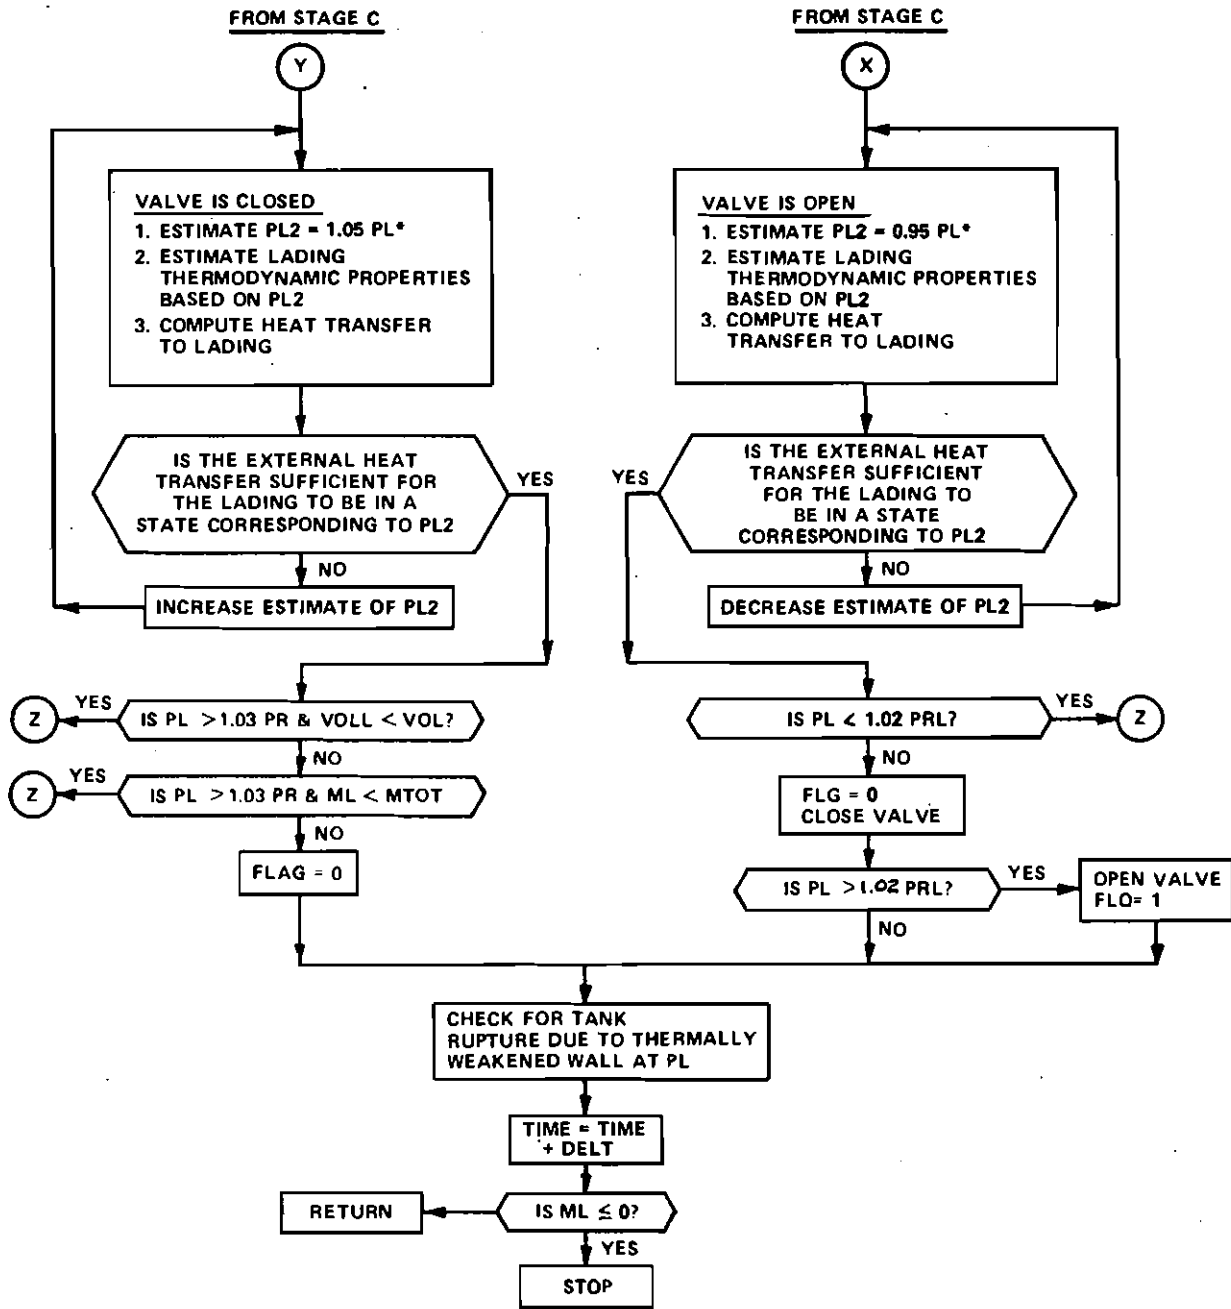 FROM STAGE C
Y
VALVE IS CLOSED
1. ESTIMATE PL2 = 1.05 PL*
2. ESTIMATE LADING
THERMODYNAMIC PROPERTIES
BASED ON PL2
3. COMPUTE HEAT TRANSFER
TO LADING
IS THE EXTERNAL HEAT
TRANSFER SUFFICIENT FOR
THE LADING TO BE IN A
STATE CORRESPONDING TO PL2
YES
NO
INCREASE ESTIMATE OF PL2
IS PL > 1.03 PR & VOLL < VOL?
YES
Z
NO
IS PL > 1.03 PR & ML < MTOT
YES
Z
NO
FLAG = 0
FROM STAGE C
X
VALVE IS OPEN
1. ESTIMATE PL2 = 0.95 PL*
2. ESTIMATE LADING
THERMODYNAMIC PROPERTIES
BASED ON PL2
3. COMPUTE HEAT
TRANSFER TO LADING
IS THE EXTERNAL HEAT
TRANSFER SUFFICIENT
FOR THE LADING TO
BE IN A STATE
CORRESPONDING TO PL2
YES
NO
DECREASE ESTIMATE OF PL2
IS PL < 1.02 PRL?
YES
Z
NO
FLG = 0
CLOSE VALVE
IS PL > 1.02 PRL?
YES
OPEN VALVE
FLO= 1
NO
CHECK FOR TANK
RUPTURE DUE TO THERMALLY
WEAKENED WALL AT PL
TIME = TIME
+ DELT
IS ML ≤ 0?
RETURN
YES
STOP